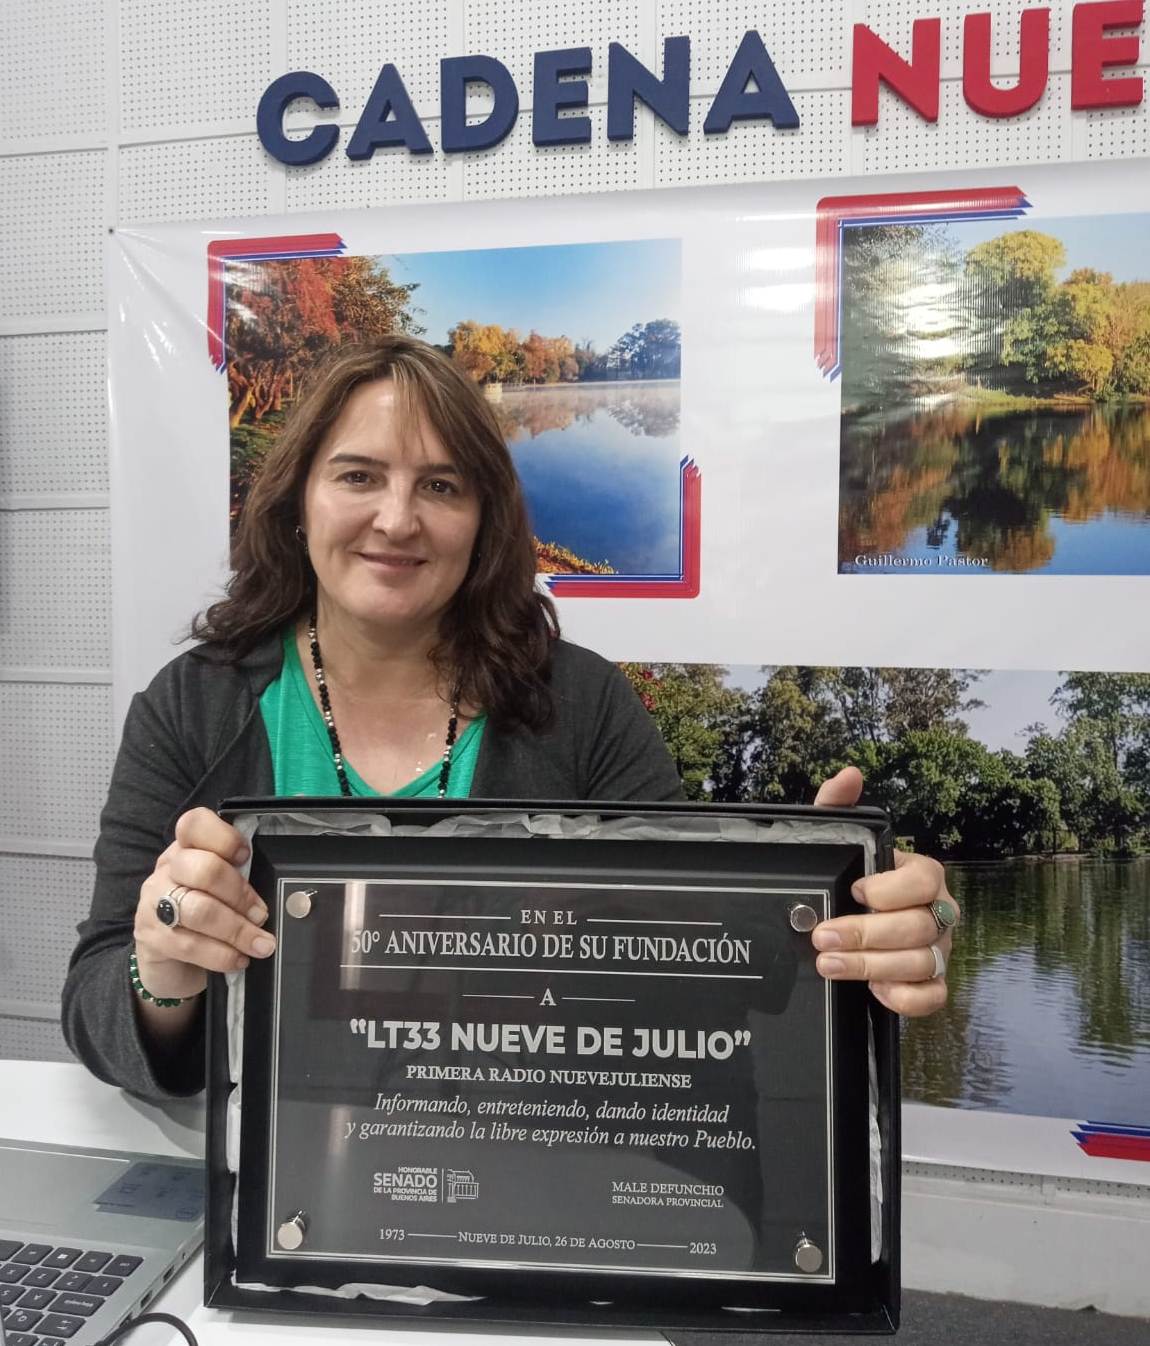 CADENA NUE
Guillermo Pastor
EN EL
50° ANIVERSARIO DE SU FUNDACIÓN
A
"LT33 NUEVE DE JULIO"
PRIMERA RADIO NUEVEJULIENSE
Informando, entreteniendo, dando identidad
y garantizando la libre expresión a nuestro Pueblo.
HONORABLE
SENADO
DE LA PROVINCIA DE
BUENOS AIRES
MALE DEFUNCHIO
SENADORA PROVINCIAL
1973 NUEVE DE JULIO, 26 DE AGOSTO 2023